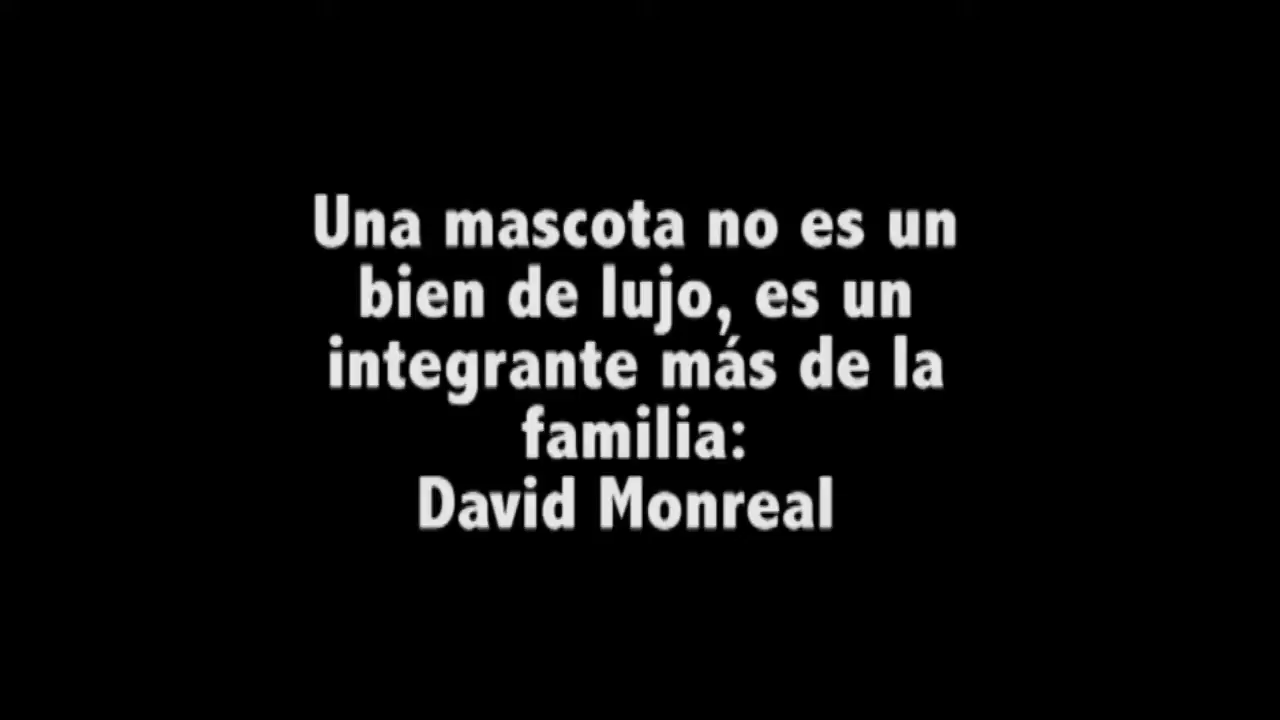 Una mascota no es un
bien de lujo, es un
integrante más de la
familia:
David Monreal